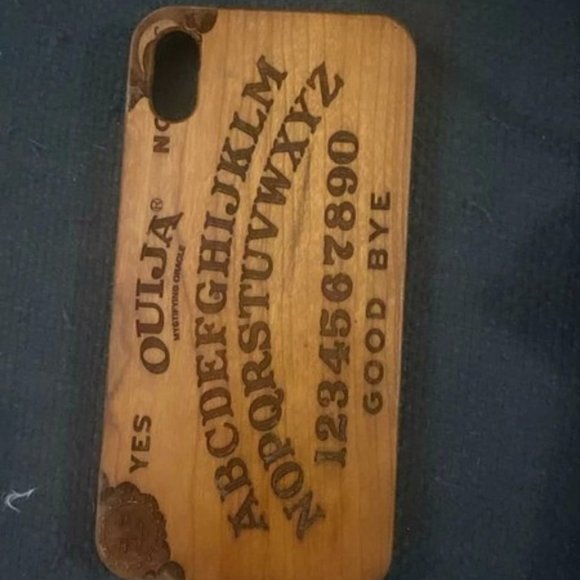 YES OUIJA® NO
MYSTIFYING ORACLE
ABCDEFGHIJKLM
NOPQRSTUVWXYZ
1234567890
GOOD BYE